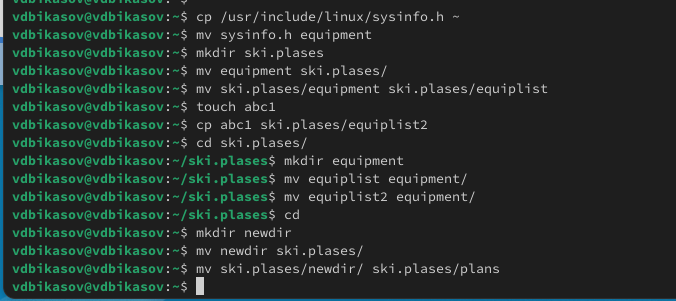 vdbikasov@vdbikasov:~$ cp /usr/include/linux/sysinfo.h ~
vdbikasov@vdbikasov:~$ mv sysinfo.h equipment
vdbikasov@vdbikasov:~$ mkdir ski.plases
vdbikasov@vdbikasov:~$ mv equipment ski.plases/
vdbikasov@vdbikasov:~$ mv ski.plases/equipment ski.plases/equiplist
vdbikasov@vdbikasov:~$ touch abc1
vdbikasov@vdbikasov:~$ cp abc1 ski.plases/equiplist2
vdbikasov@vdbikasov:~$ cd ski.plases/
vdbikasov@vdbikasov:~/ski.plases$ mkdir equipment
vdbikasov@vdbikasov:~/ski.plases$ mv equiplist equipment/
vdbikasov@vdbikasov:~/ski.plases$ mv equiplist2 equipment/
vdbikasov@vdbikasov:~/ski.plases$ cd
vdbikasov@vdbikasov:~$ mkdir newdir
vdbikasov@vdbikasov:~$ mv newdir ski.plases/
vdbikasov@vdbikasov:~$ mv ski.plases/newdir/ ski.plases/plans
vdbikasov@vdbikasov:~$